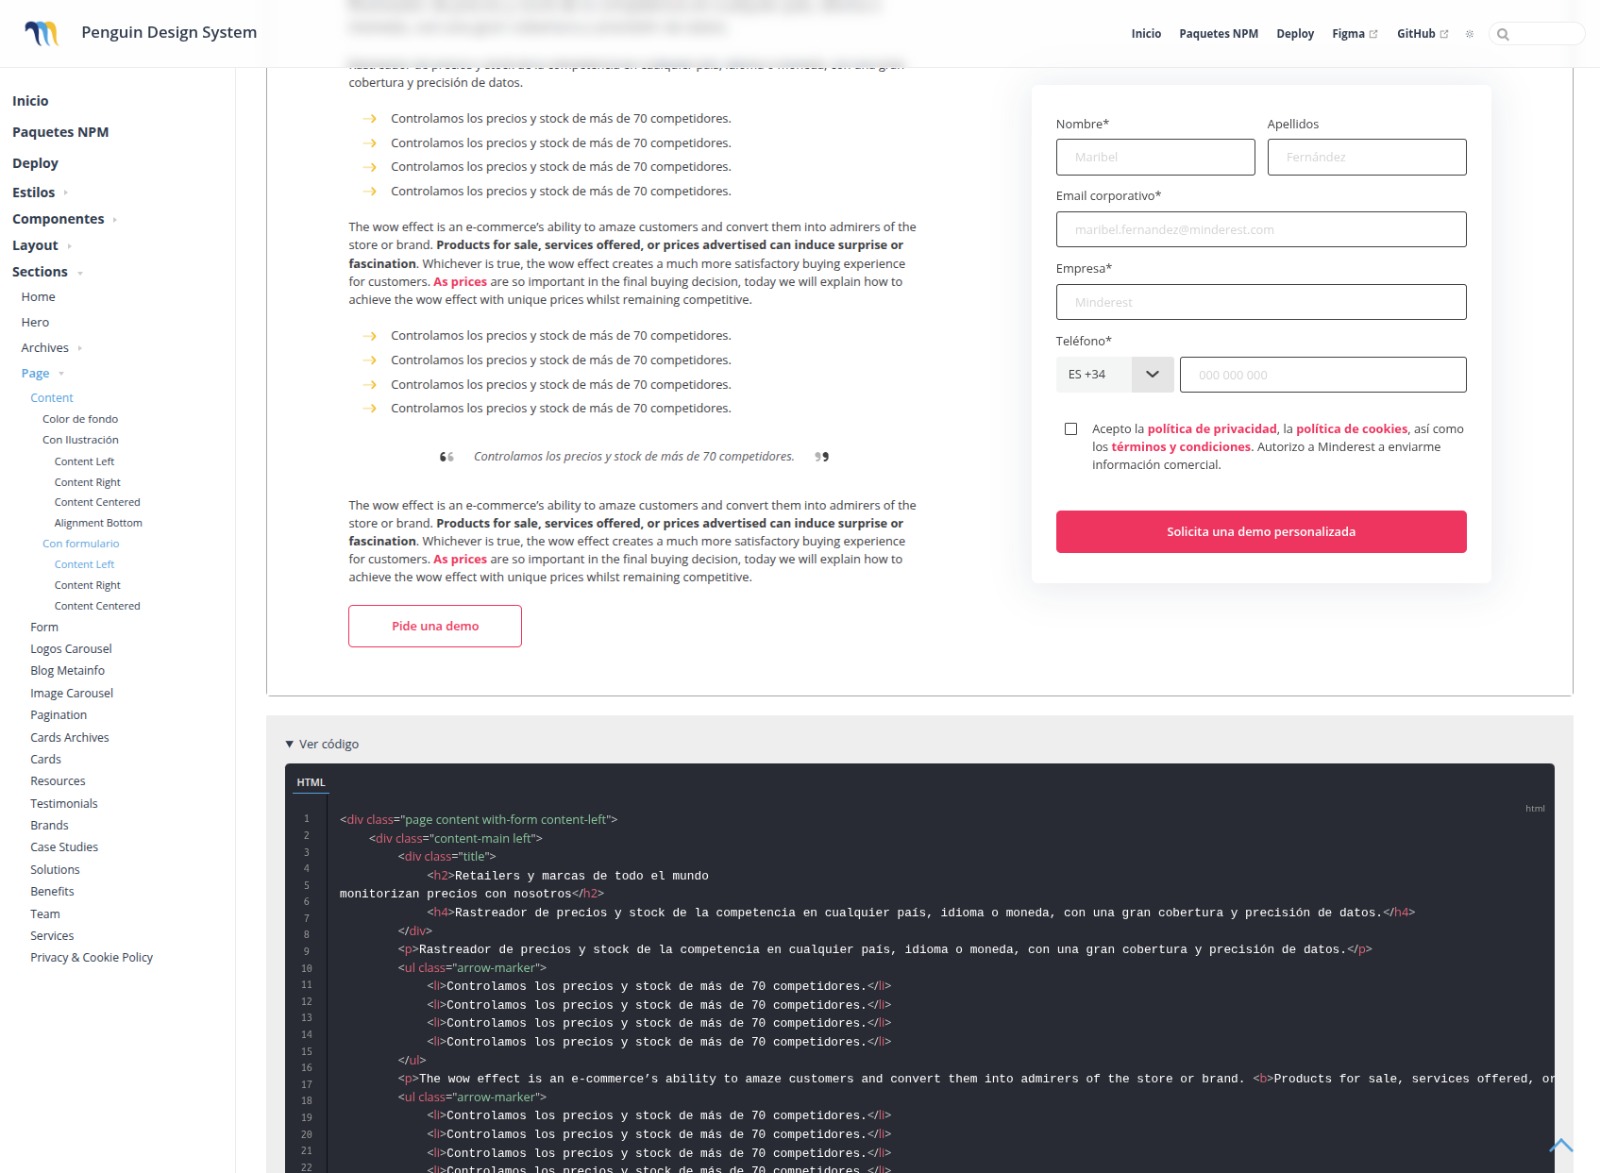 Penguin Design System
Inicio Paquetes NPM Deploy Figma GitHub
Inicio
Paquetes NPM
Deploy
Estilos
Componentes
Layout
Sections
Home
Hero
Archives
Page
Content
Color de fondo
Con Ilustración
Content Left
Content Right
Content Centered
Alignment Bottom
Con formulario
Content Left
Content Right
Content Centered
Form
Logos Carousel
Blog Metainfo
Image Carousel
Pagination
Cards Archives
Cards
Resources
Testimonials
Brands
Case Studies
Solutions
Benefits
Team
Services
Privacy & Cookie Policy
Rastreador de precios y stock de la competencia en cualquier país, idioma o moneda, con una gran
cobertura y precisión de datos.
Controlamos los precios y stock de más de 70 competidores.
Controlamos los precios y stock de más de 70 competidores.
Controlamos los precios y stock de más de 70 competidores.
Controlamos los precios y stock de más de 70 competidores.
The wow effect is an e-commerce’s ability to amaze customers and convert them into admirers of the
store or brand. Products for sale, services offered, or prices advertised can induce surprise or
fascination. Whichever is true, the wow effect creates a much more satisfactory buying experience
for customers. As prices are so important in the final buying decision, today we will explain how to
achieve the wow effect with unique prices whilst remaining competitive.
Controlamos los precios y stock de más de 70 competidores.
Controlamos los precios y stock de más de 70 competidores.
Controlamos los precios y stock de más de 70 competidores.
Controlamos los precios y stock de más de 70 competidores.
“ Controlamos los precios y stock de más de 70 competidores. ”
The wow effect is an e-commerce’s ability to amaze customers and convert them into admirers of the
store or brand. Products for sale, services offered, or prices advertised can induce surprise or
fascination. Whichever is true, the wow effect creates a much more satisfactory buying experience
for customers. As prices are so important in the final buying decision, today we will explain how to
achieve the wow effect with unique prices whilst remaining competitive.
Pide una demo
Nombre* Apellidos
Maribel Fernández
Email corporativo*
maribel.fernandez@minderest.com
Empresa*
Minderest
Teléfono*
ES +34 000 000 000
Acepto la política de privacidad, la política de cookies, así como
los términos y condiciones. Autorizo a Minderest a enviarme
información comercial.
Solicita una demo personalizada
▼ Ver código
HTML
html
1 <div class="page content with-form content-left">
2 <div class="content-main left">
3 <div class="title">
4 <h2>Retailers y marcas de todo el mundo
5 monitorizan precios con nosotros</h2>
6 <h4>Rastreador de precios y stock de la competencia en cualquier país, idioma o moneda, con una gran cobertura y precisión de datos.</h4>
7 </div>
8 <p>Rastreador de precios y stock de la competencia en cualquier país, idioma o moneda, con una gran cobertura y precisión de datos.</p>
9 <ul class="arrow-marker">
10 <li>Controlamos los precios y stock de más de 70 competidores.</li>
11 <li>Controlamos los precios y stock de más de 70 competidores.</li>
12 <li>Controlamos los precios y stock de más de 70 competidores.</li>
13 <li>Controlamos los precios y stock de más de 70 competidores.</li>
14 </ul>
15 <p>The wow effect is an e-commerce’s ability to amaze customers and convert them into admirers of the store or brand. <b>Products for sale, services offered, or
16 <ul class="arrow-marker">
17 <li>Controlamos los precios y stock de más de 70 competidores.</li>
18 <li>Controlamos los precios y stock de más de 70 competidores.</li>
19 <li>Controlamos los precios y stock de más de 70 competidores.</li>
20 <li>Controlamos los precios y stock de más de 70 competidores.</li>
21
22